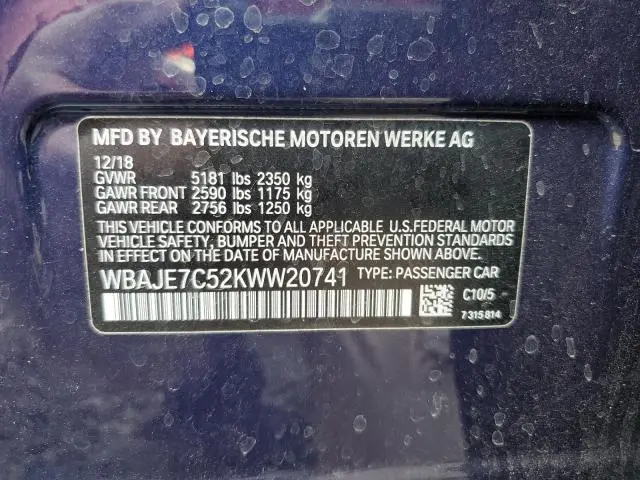 MFD BY BAYERISCHE MOTOREN WERKE AG
12/18
GVWR 5181 lbs 2350 kg
GAWR FRONT 2590 lbs 1175 kg
GAWR REAR 2756 lbs 1250 kg
THIS VEHICLE CONFORMS TO ALL APPLICABLE U.S.FEDERAL MOTOR
VEHICLE SAFETY, BUMPER AND THEFT PREVENTION STANDARDS
IN EFFECT ON THE DATE OF MANUFACTURE SHOWN ABOVE.
WBAJE7C52KWW20741 TYPE: PASSENGER CAR
C10/5
7 315 814